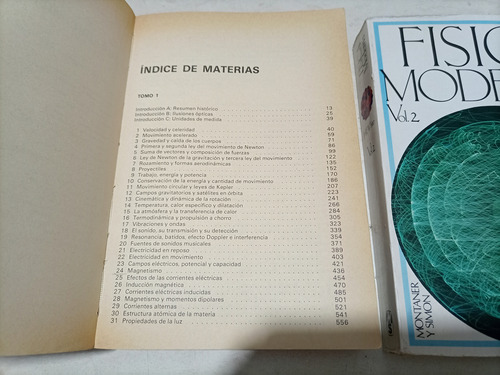 ÍNDICE DE MATERIAS
TOMO 1
Introducción A: Resumen histórico 13
Introducción B: Ilusiones ópticas 25
Introducción C: Unidades de medida 39
1 Velocidad y celeridad 40
2 Movimiento acelerado 59
3 Gravedad y caída de los cuerpos 71
4 Primera y segunda ley del movimiento de Newton 86
5 Suma de vectores y composición de fuerzas 99
6 Ley de Newton de la gravitación y tercera ley del movimiento 122
7 Rozamiento y formas aerodinámicas 135
8 Proyectiles 152
9 Trabajo, energía y potencia 170
10 Conservación de la energía y cantidad de movimiento 186
11 Movimiento circular y leyes de Kepler 207
12 Campos gravitatorios y satélites en órbita 223
13 Cinemática y dinámica de la rotación 241
14 Temperatura, calor específico y dilatación 266
15 La atmósfera y la transferencia de calor 284
16 Termodinámica y propulsión a chorro 305
17 Vibraciones y ondas 323
18 El sonido, su transmisión y su detección 339
19 Resonancia, batidos, efecto Doppler e interferencia 354
20 Fuentes de sonidos musicales 371
21 Electricidad en reposo 389
22 Electricidad en movimiento 403
23 Campos eléctricos, potencial y capacidad 421
24 Magnetismo 436
25 Efectos de las corrientes eléctricas 454
26 Inducción magnética 470
27 Corrientes eléctricas inducidas 485
28 Magnetismo y momentos dipolares 501
29 Corrientes alternas 521
30 Estructura atómica de la materia 541
31 Propiedades de la luz 556
FISIC
MODE
Vol. 2
MONTANER
Y SIMON